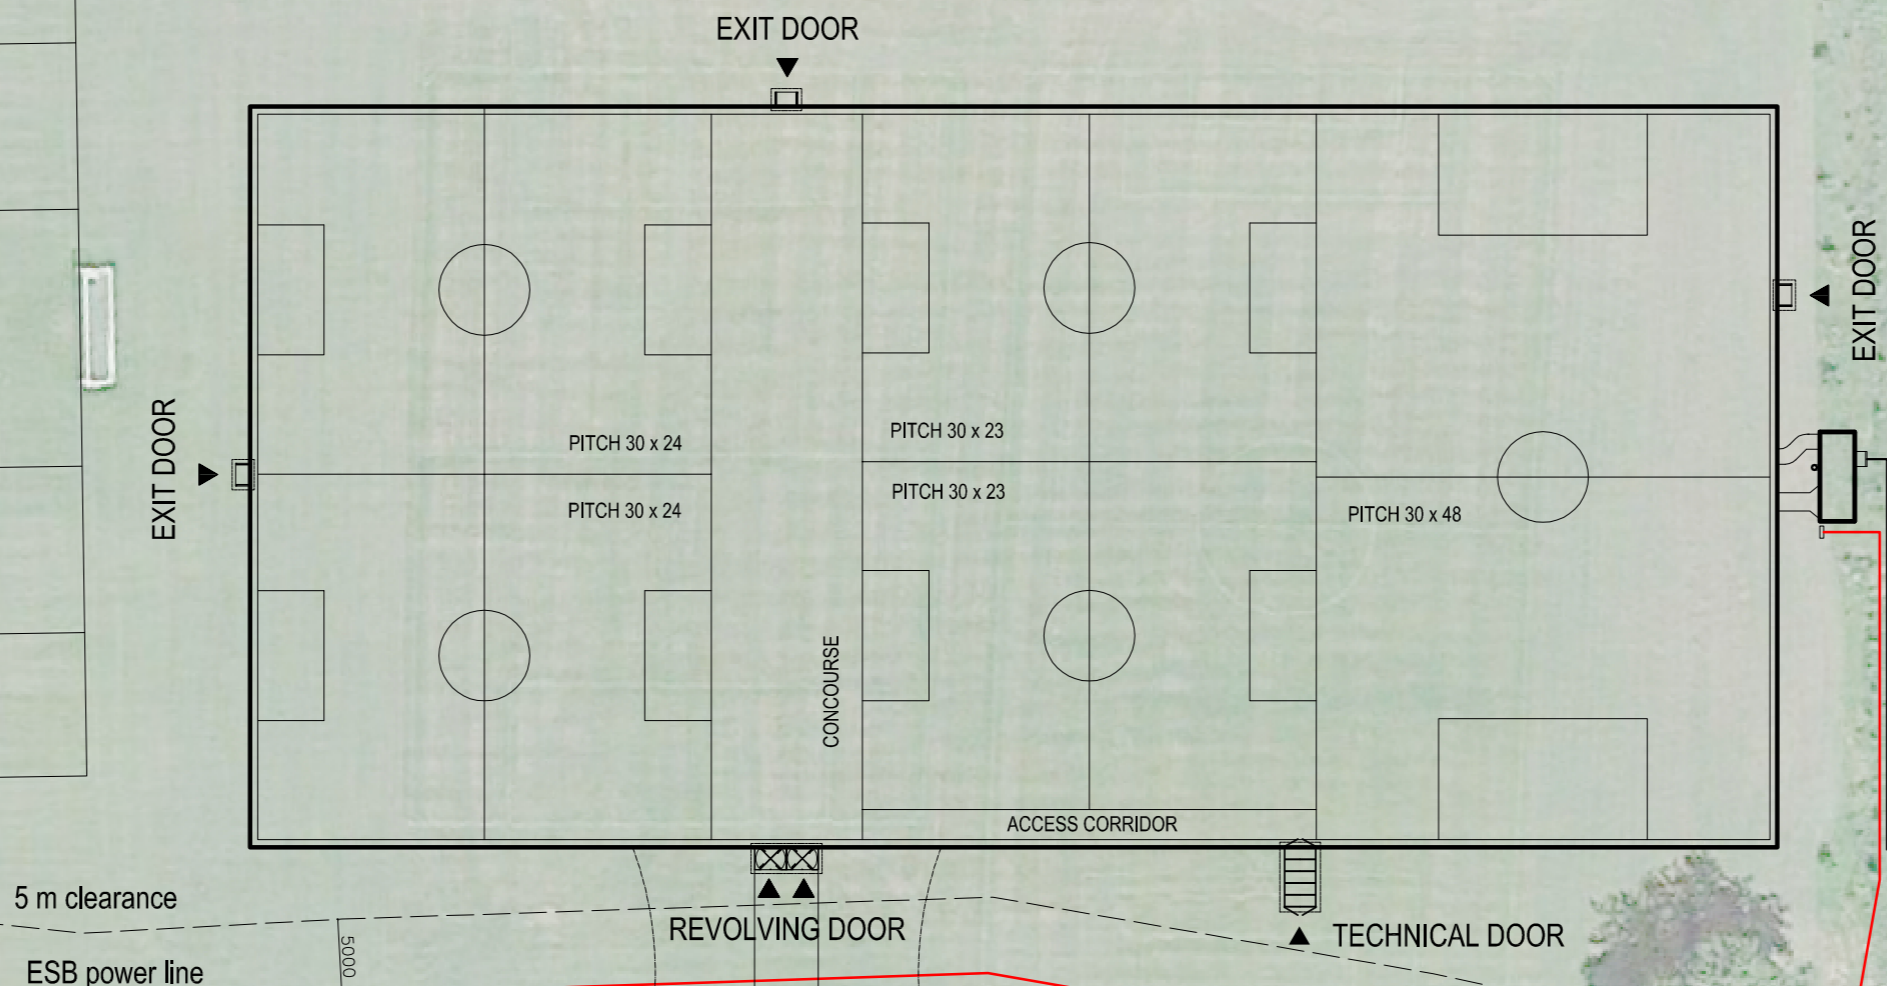 EXIT DOOR
EXIT DOOR
EXIT DOOR
PITCH 30 x 24
PITCH 30 x 24
PITCH 30 x 23
PITCH 30 x 23
PITCH 30 x 48
CONCOURSE
ACCESS CORRIDOR
5 m clearance
REVOLVING DOOR
TECHNICAL DOOR
5000
ESB power line